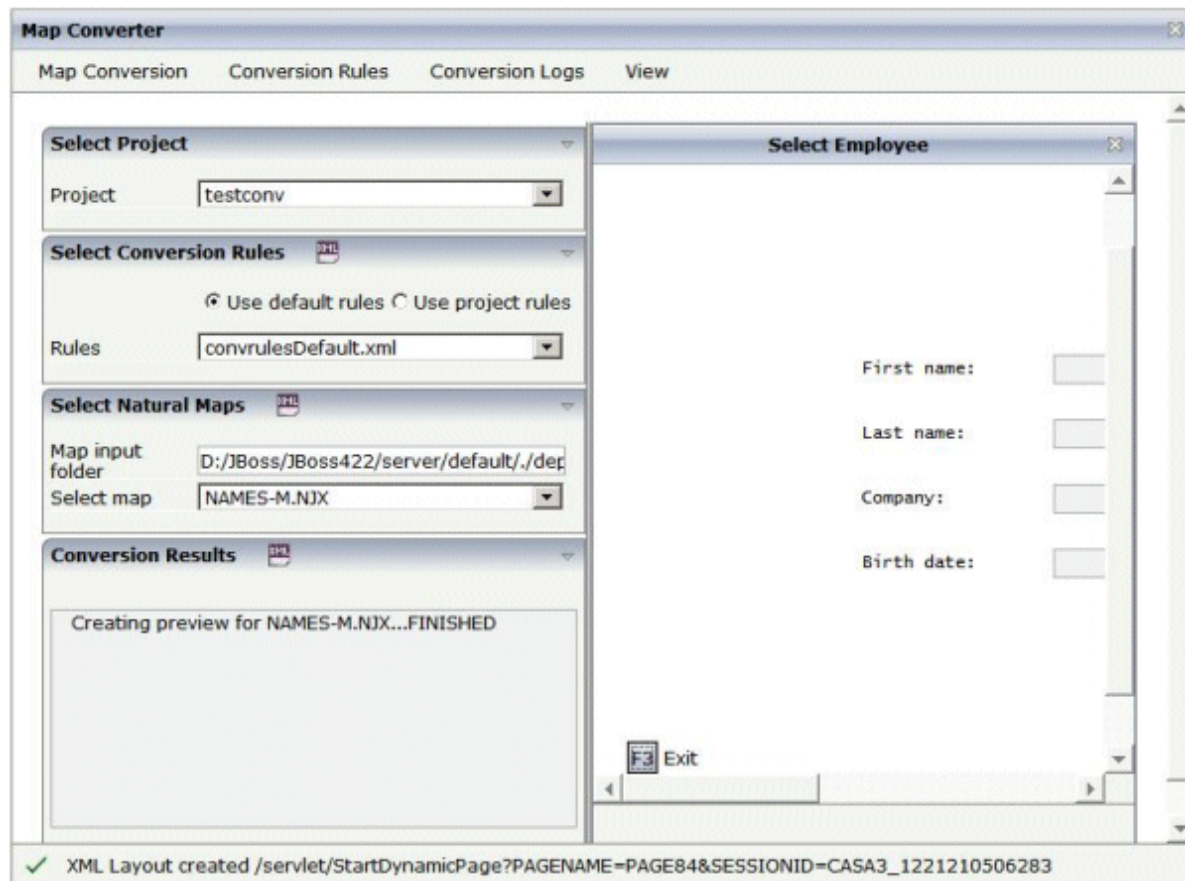 Map Converter
Map Conversion Conversion Rules Conversion Logs View
Select Project
Project testconv
Select Conversion Rules XML
Use default rules Use project rules
Rules convrulesDefault.xml
Select Natural Maps XML
Map input folder D:/JBoss/JBoss422/server/default/./dep
Select map NAMES-M.NJX
Conversion Results XML
Creating preview for NAMES-M.NJX...FINISHED
Select Employee
First name:
Last name:
Company:
Birth date:
F3 Exit
XML Layout created /servlet/StartDynamicPage?PAGENAME=PAGE84&SESSIONID=CASA3_1221210506283